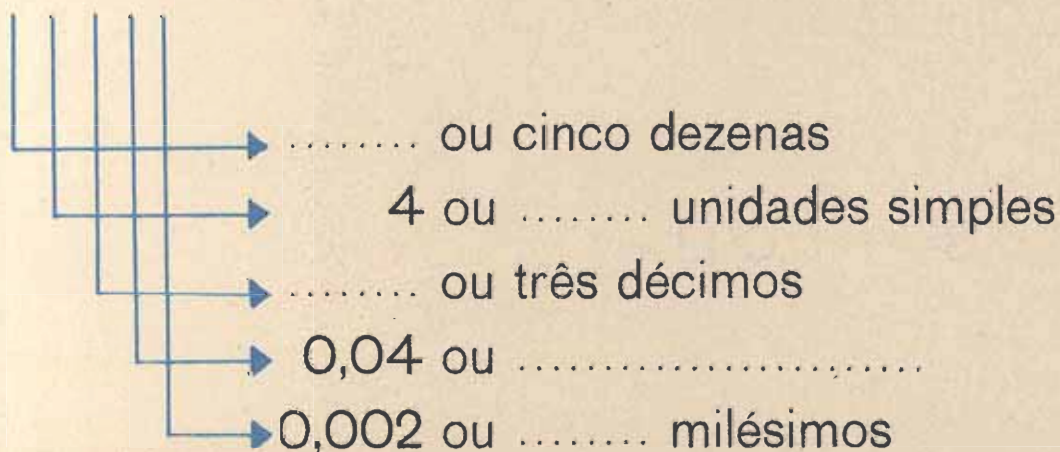 ........ ou cinco dezenas
4 ou ........ unidades simples
........ ou três décimos
0,04 ou ........................
0,002 ou ........ milésimos